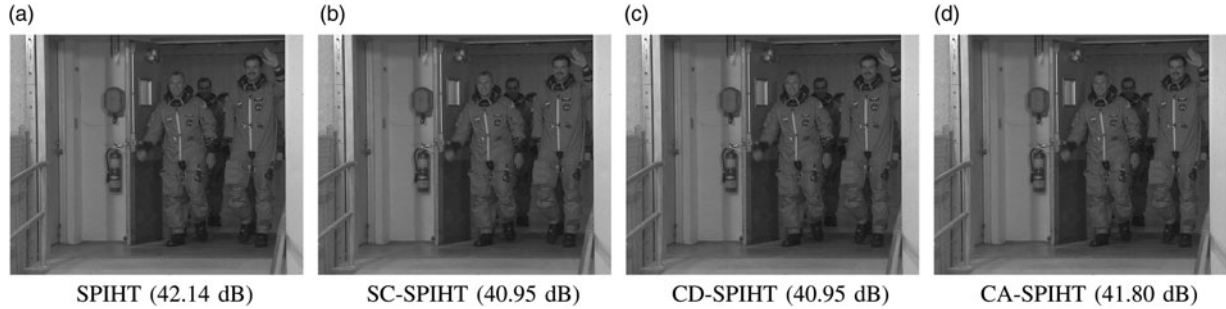 (a) (b) (c) (d)
SPIHT (42.14 dB) SC-SPIHT (40.95 dB) CD-SPIHT (40.95 dB) CA-SPIHT (41.80 dB)